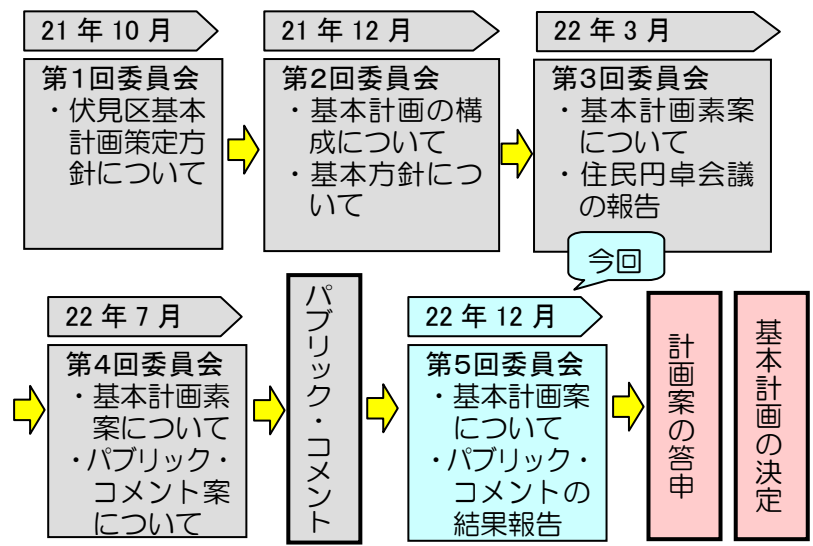 21 年 10 月
第1回委員会
・伏見区基本
計画策定方
針について
21 年 12 月
第2回委員会
・基本計画の構
成について
・基本方針につ
いて
22 年 3 月
第3回委員会
・基本計画素案
について
・住民円卓会議
の報告
今回
22 年 7 月
第4回委員会
・基本計画素
案について
・パブリック・
コメント案
について
パブリック・コメント
22 年 12 月
第5回委員会
・基本計画案
について
・パブリック・
コメントの
結果報告
計画案の答申
基本計画の決定